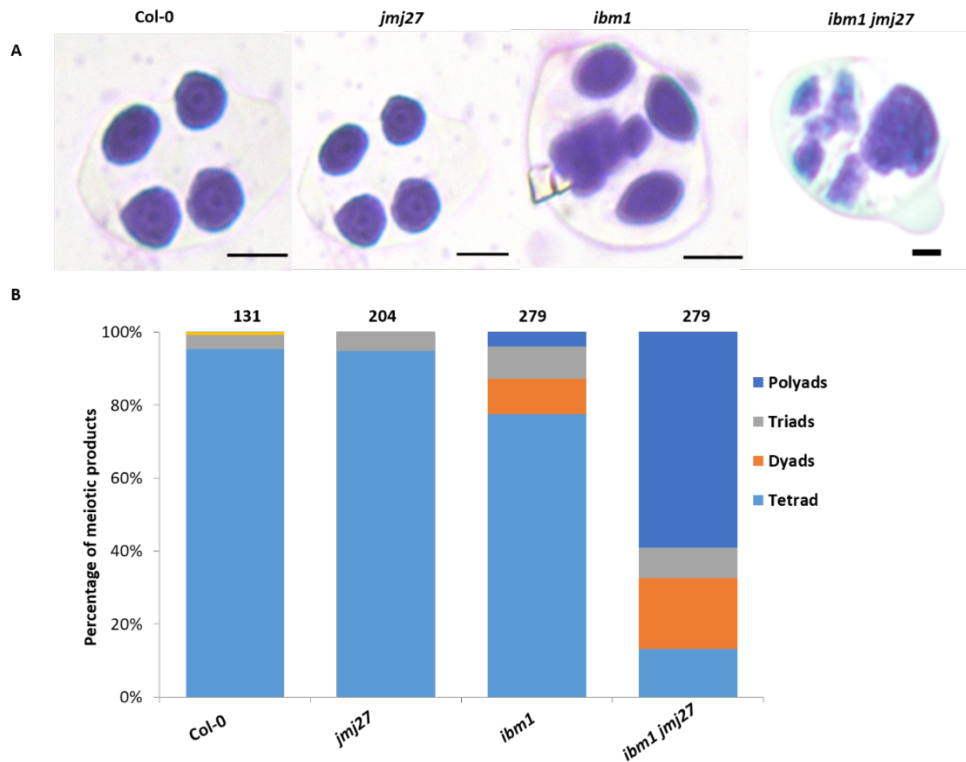 Col-0 jmj27 ibm1 ibm1 jmj27
A
B
131 204 279 279
100%
80%
60%
40%
20%
0%
Percentage of meiotic products
Polyads
Triads
Dyads
Tetrad
Col-0 jmj27 ibm1 ibm1 jmj27